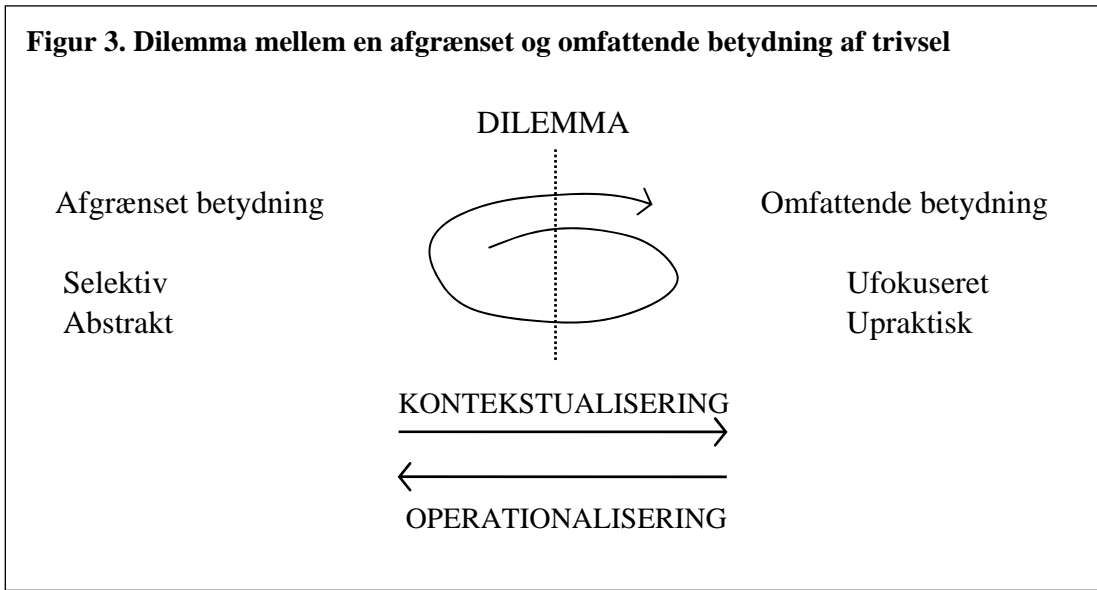 Figur 3. Dilemma mellem en afgrænset og omfattende betydning af trivsel
DILEMMA
Afgrænset betydning
Omfattende betydning
Selektiv
Abstrakt
Ufokuseret
Upraktisk
KONTEKSTUALISERING
OPERATIONALISERING